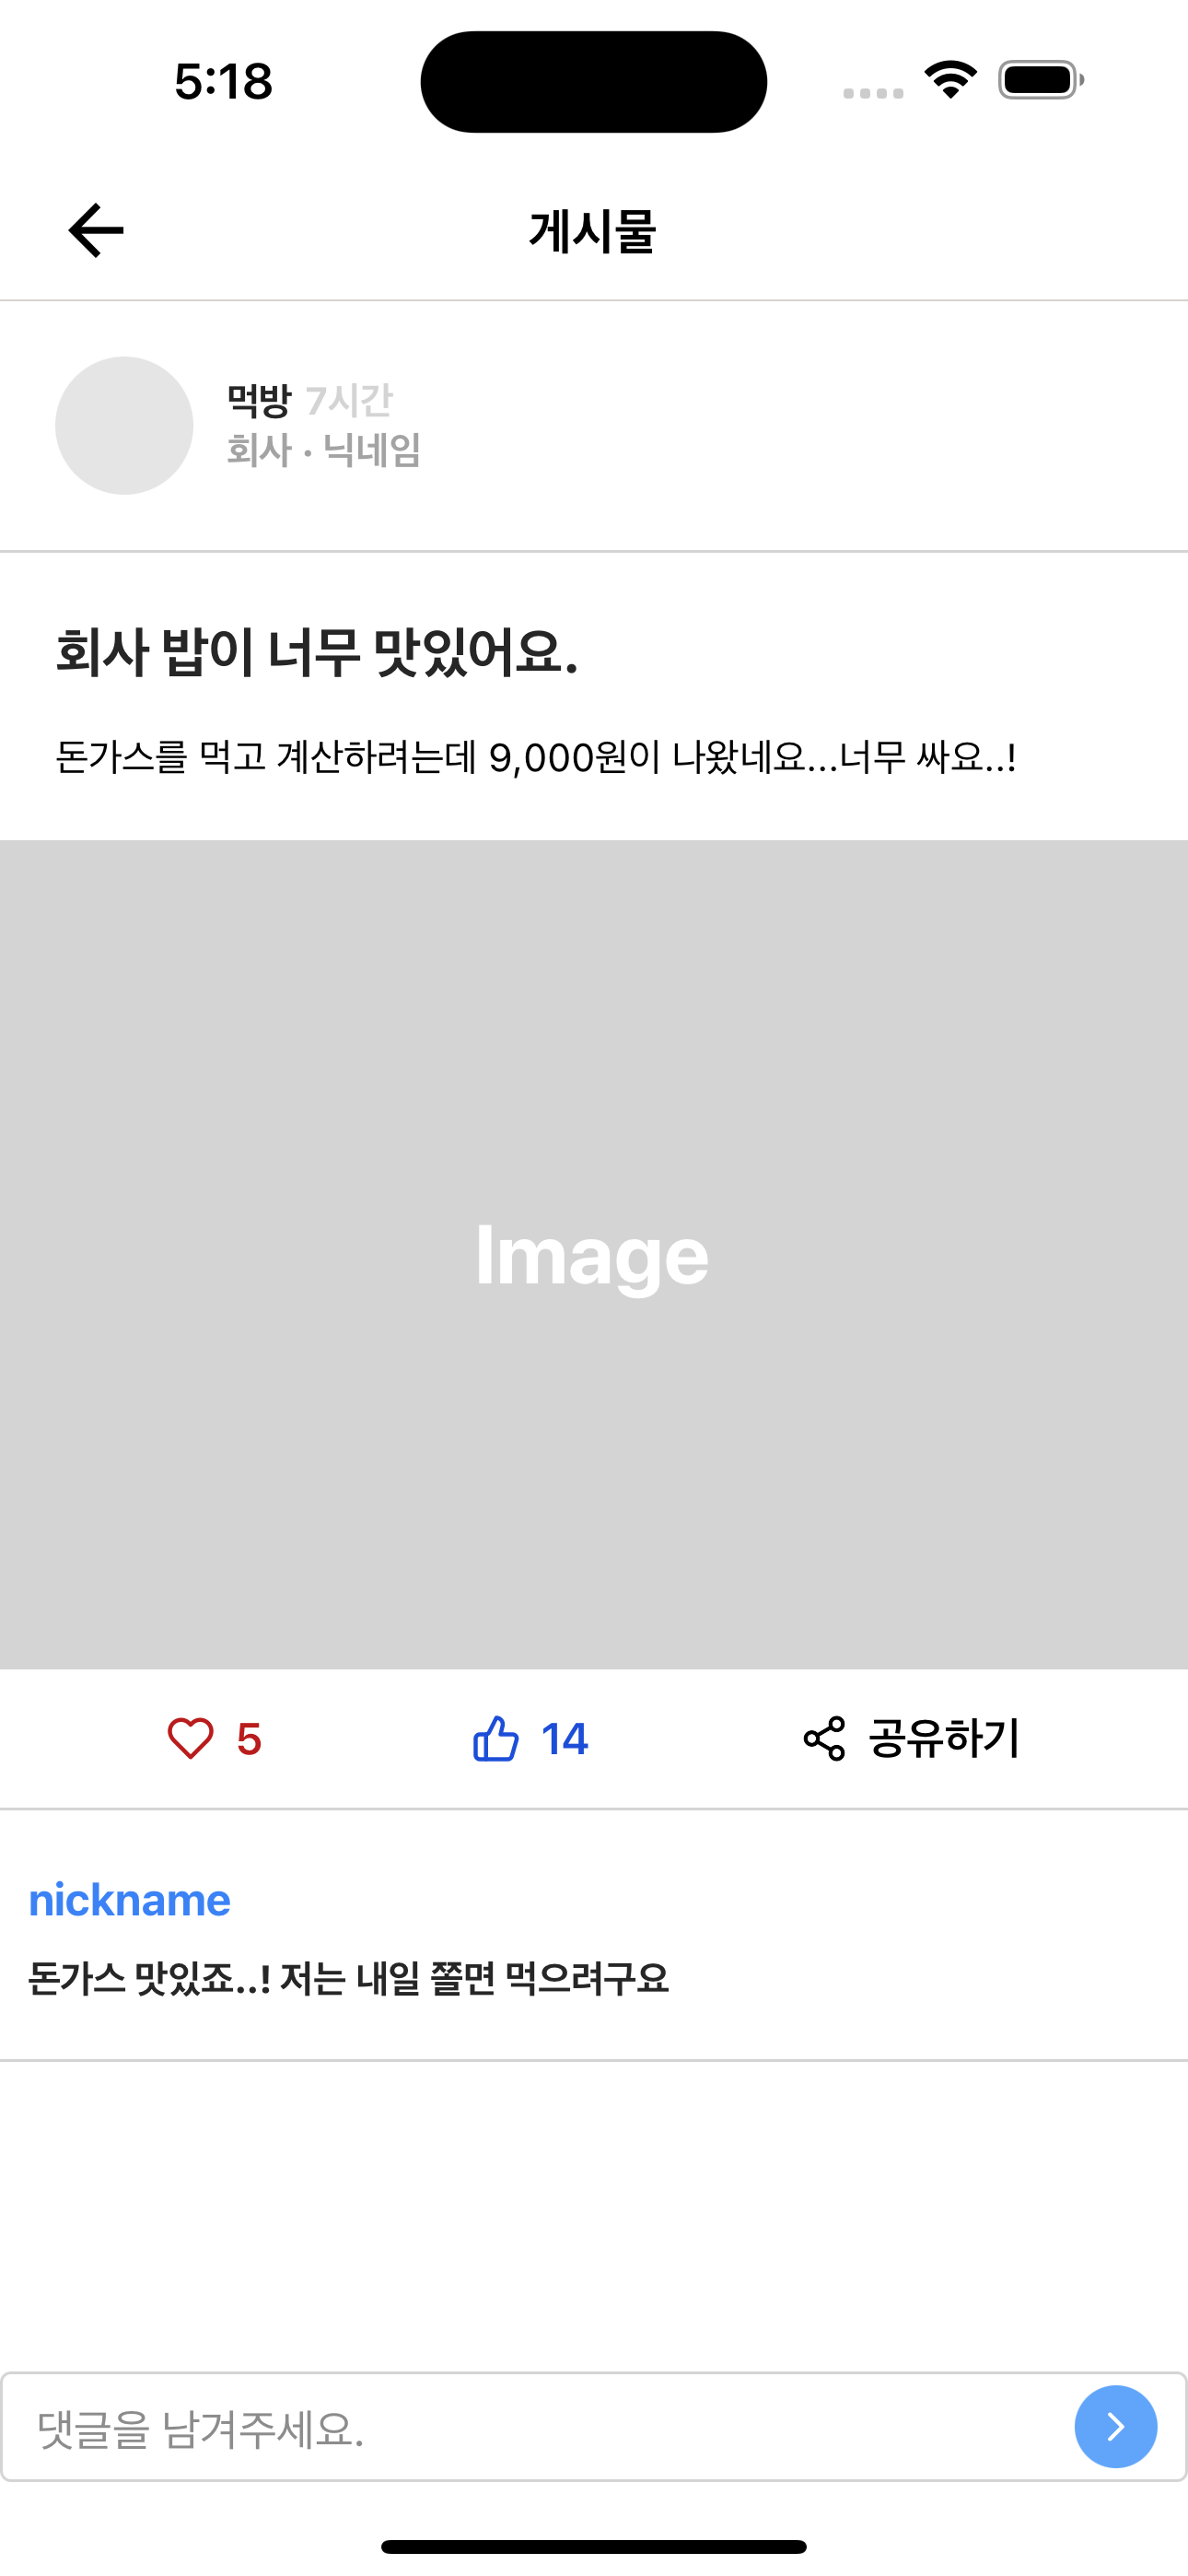 5:18
게시물
먹방 7시간
회사 · 닉네임
회사 밥이 너무 맛있어요.
돈가스를 먹고 계산하려는데 9,000원이 나왔네요...너무 싸요..!
Image
5 14 공유하기
nickname
돈가스 맛있죠..! 저는 내일 쫄면 먹으려구요
댓글을 남겨주세요.